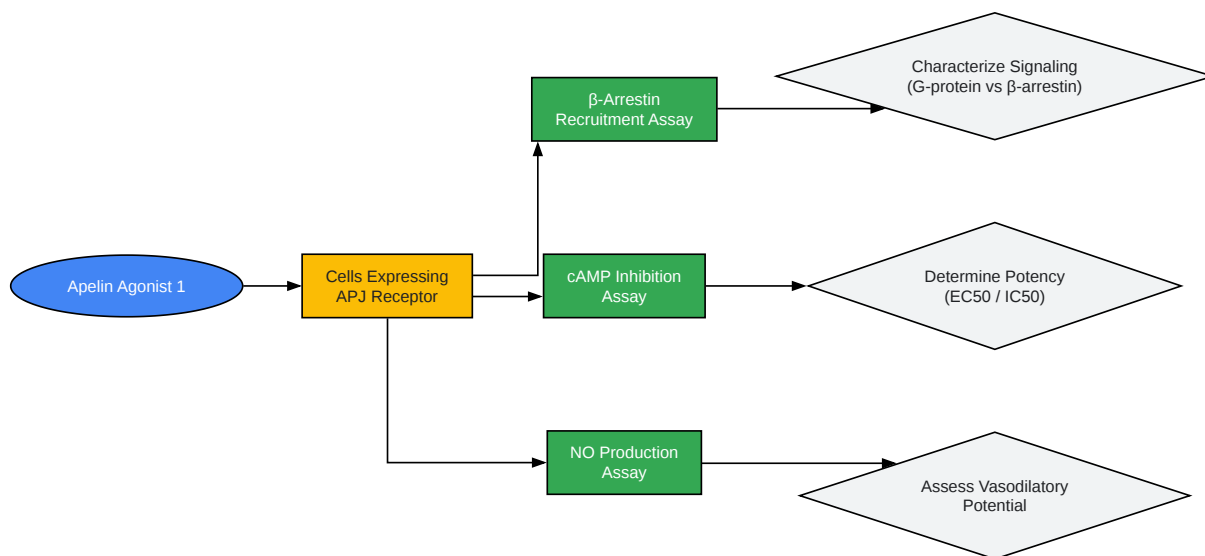 Characterize Signaling
(G-protein vs β-arrestin)
β-Arrestin
Recruitment Assay
Apelin Agonist 1
Cells Expressing
APJ Receptor
cAMP Inhibition
Assay
Determine Potency
(EC50 / IC50)
NO Production
Assay
Assess Vasodilatory
Potential